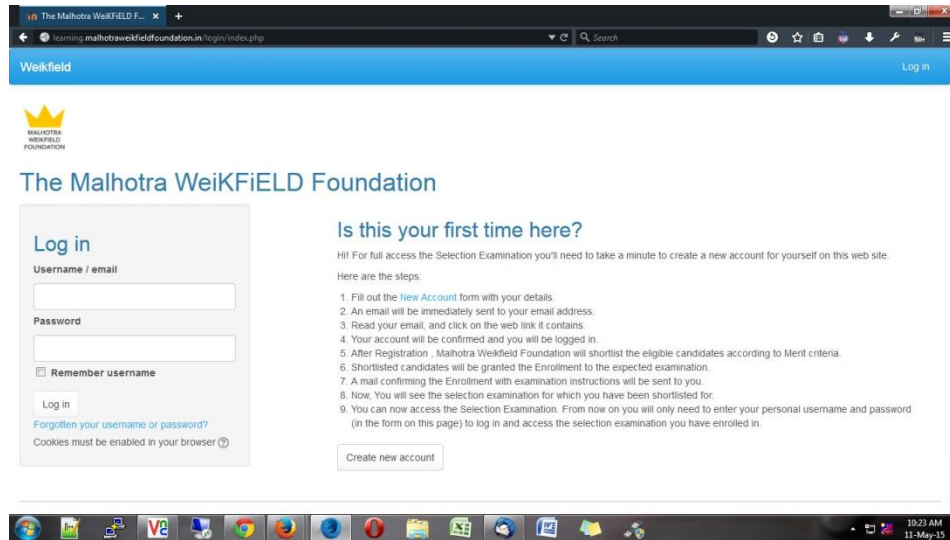 The Malhotra WeiKFiELD F...
learning.malhotraweikfieldfoundation.in/login/index.php
Search
Weikfield
Log in
MALHOTRA
WEIKFIELD
FOUNDATION
The Malhotra WeiKFiELD Foundation
Log in
Username / email
Password
Remember username
Log in
Forgotten your username or password?
Cookies must be enabled in your browser
Is this your first time here?
Hi! For full access the Selection Examination you'll need to take a minute to create a new account for yourself on this web site.
Here are the steps:
1. Fill out the New Account form with your details.
2. An email will be immediately sent to your email address.
3. Read your email, and click on the web link it contains.
4. Your account will be confirmed and you will be logged in.
5. After Registration , Malhotra Weikfield Foundation will shortlist the eligible candidates according to Merit criteria.
6. Shortlisted candidates will be granted the Enrollment to the expected examination.
7. A mail confirming the Enrollment with examination instructions will be sent to you.
8. Now, You will see the selection examination for which you have been shortlisted for.
9. You can now access the Selection Examination. From now on you will only need to enter your personal username and password
(in the form on this page) to log in and access the selection examination you have enrolled in.
Create new account
10:23 AM
11-May-15